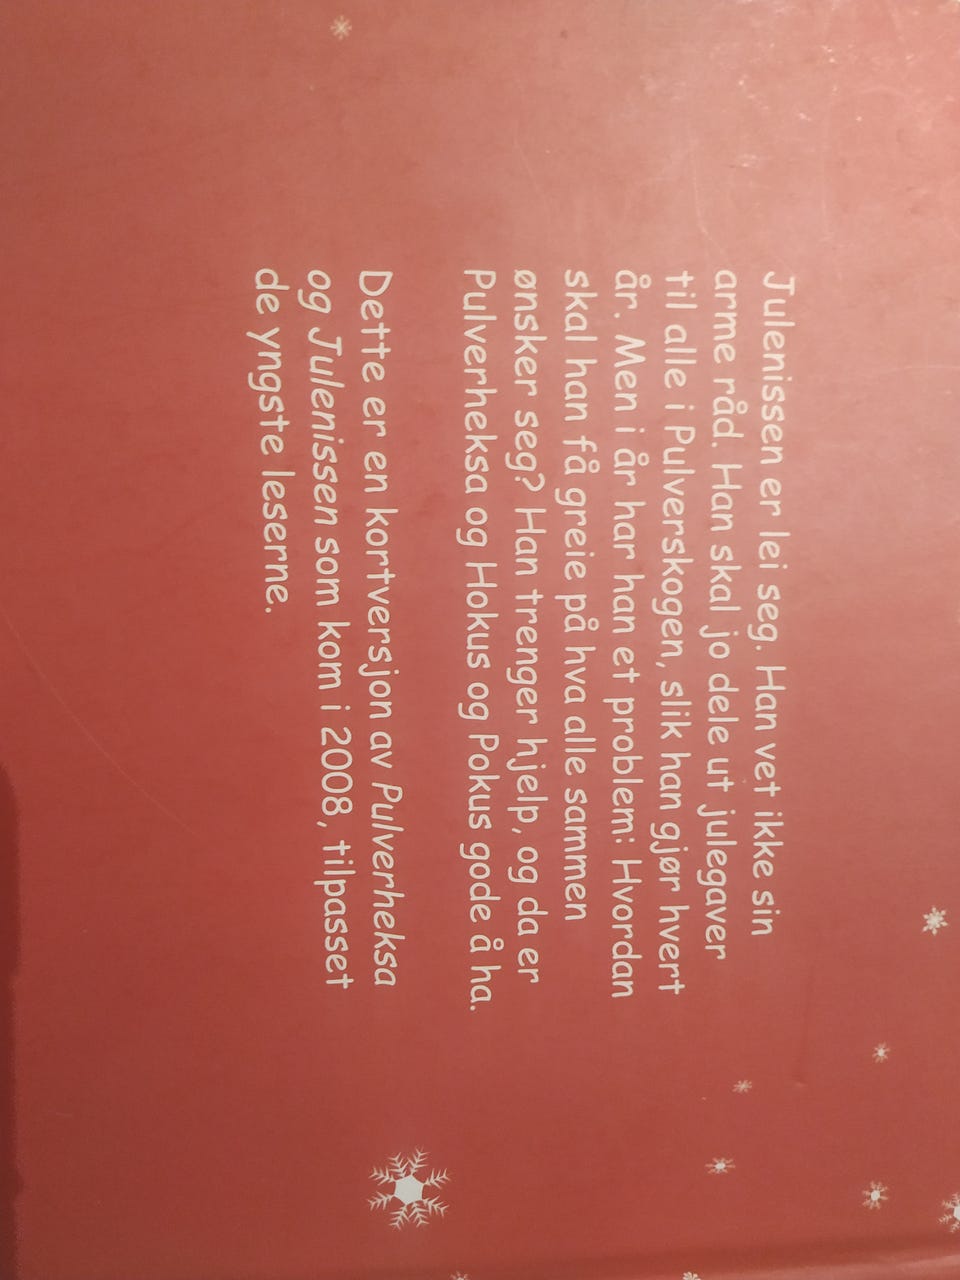 Julenissen er lei seg. Han vet ikke sin
arme råd. Han skal jo dele ut julegaver
til alle i Pulverskogen, slik han gjør hvert
år. Men i år har han et problem: Hvordan
skal han få greie på hva alle sammen
ønsker seg? Han trenger hjelp, og da er
Pulverheksa og Hokus og Pokus gode å ha.
Dette er en kortversjon av Pulverheksa
og Julenissen som kom i 2008, tilpasset
de yngste leserne.